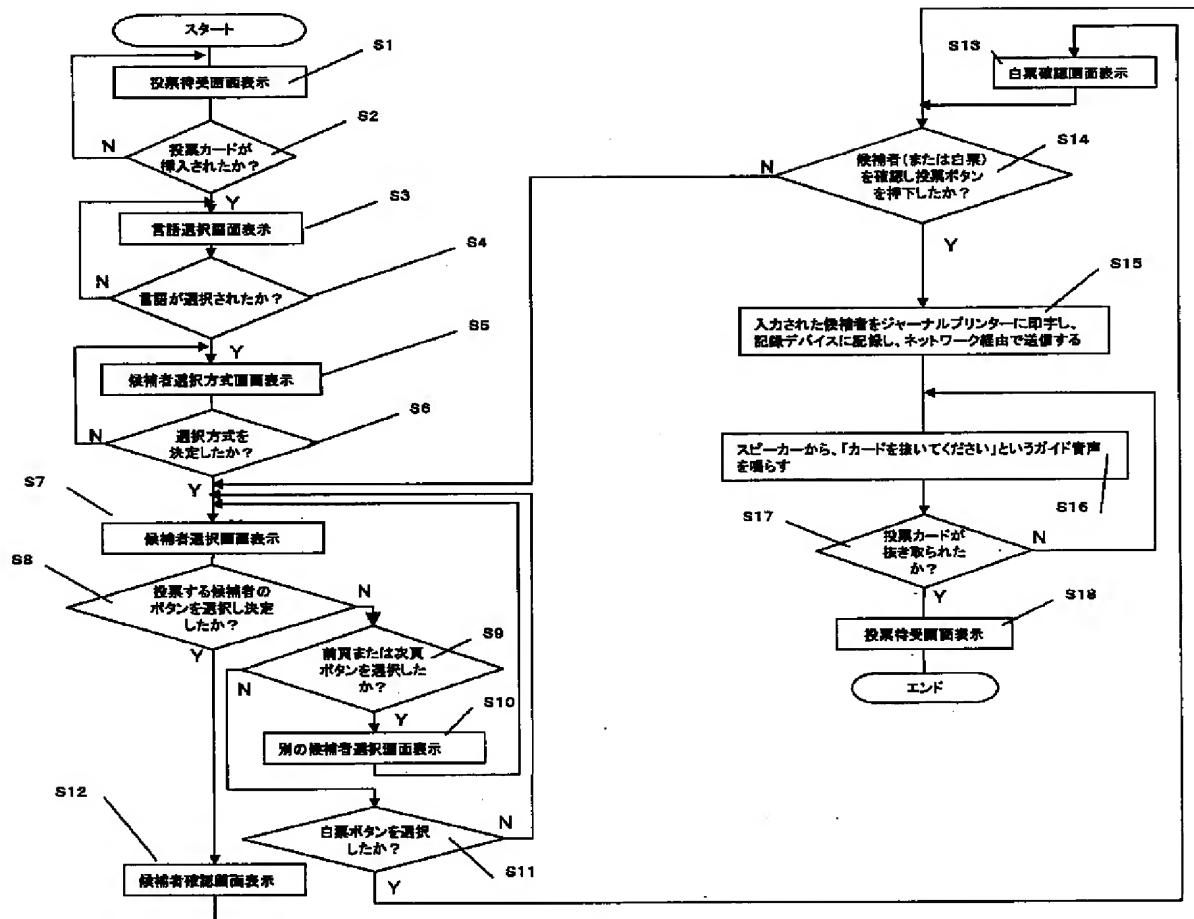 スタート
S1
投票待受画面表示
S2
投票カードが
挿入されたか？
N
Y
S3
言語選択画面表示
S4
言語が選択されたか？
N
Y
S5
候補者選択方式画面表示
S6
選択方式を
決定したか？
N
Y
S7
候補者選択画面表示
S8
投票する候補者の
ボタンを選択し決定
したか？
N
Y
S9
前頁または次頁
ボタンを選択した
か？
N
Y
S10
別の候補者選択画面表示
S11
白票ボタンを選択
したか？
N
Y
S12
候補者確認画面表示
S13
白票確認画面表示
S14
候補者(または白票)
を確認し投票ボタン
を押下したか？
N
Y
S15
入力された候補者をジャーナルプリンターに印字し、
記録デバイスに記録し、ネットワーク経由で送信する
スピーカーから、「カードを抜いてください」というガイド音声
を鳴らす
S16
S17
投票カードが
抜き取られた
か？
N
Y
S18
投票待受画面表示
エンド